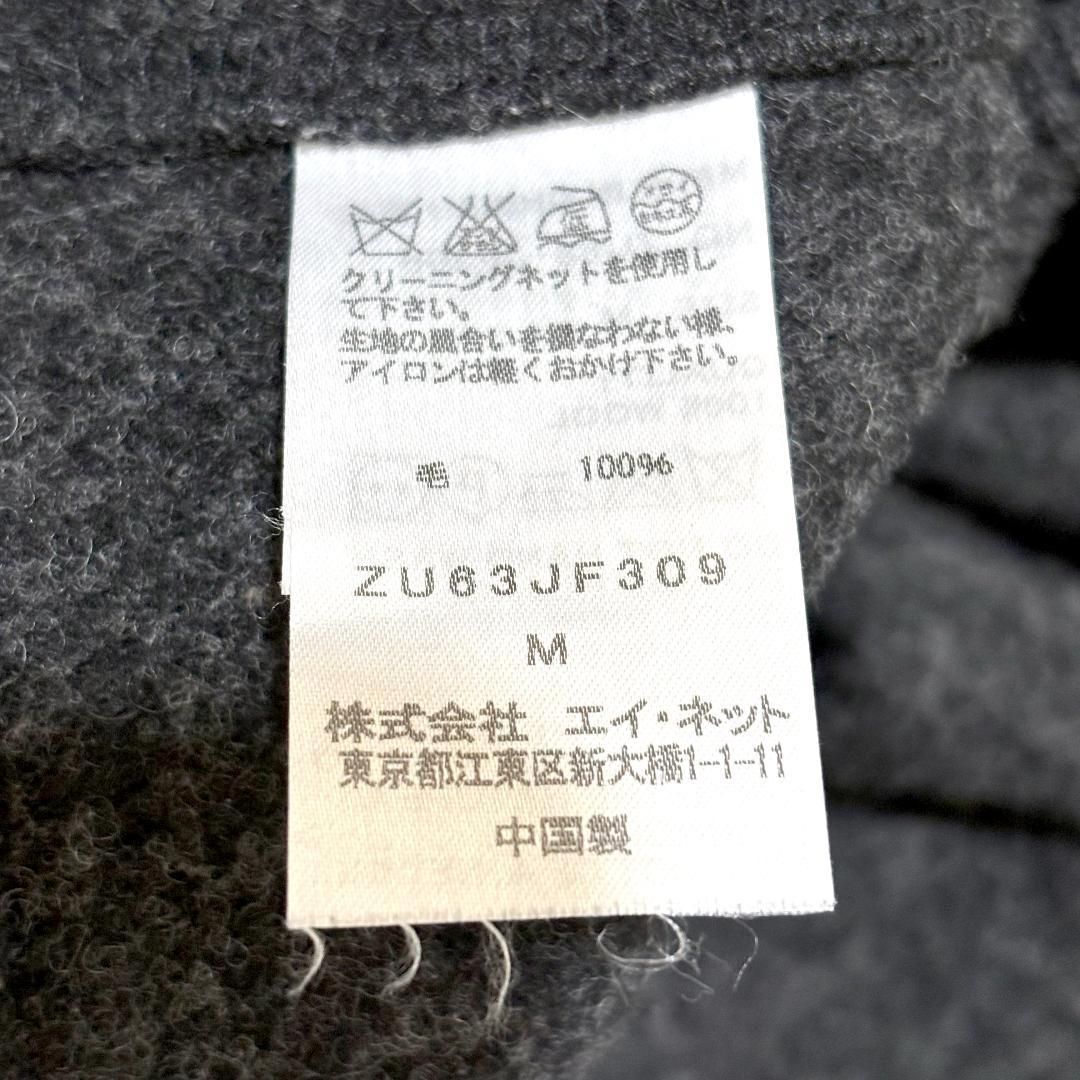 クリーニングネットを使用し
て下さい。
生地の風合いを損なわない様、
アイロンは軽くおかけ下さい。
毛 100%
ZU63JF309
M
株式会社 エイ・ネット
東京都江東区新大橋1-1-11
中国製